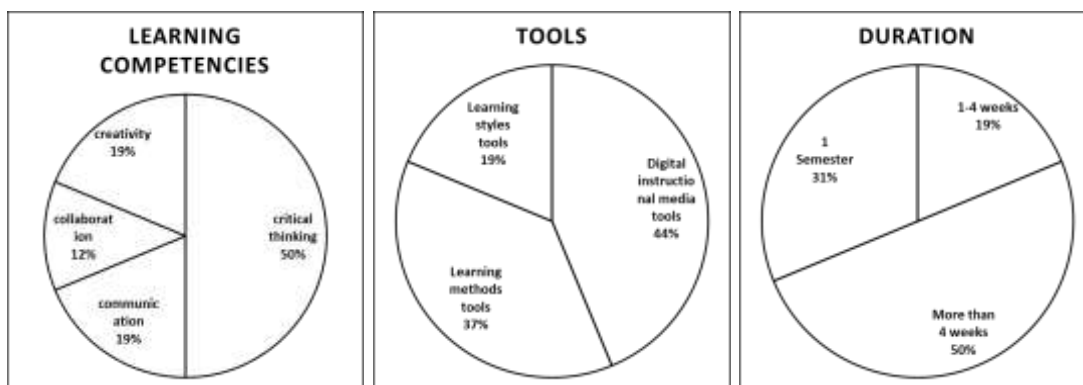 LEARNING
COMPETENCIES
creativity
19%
collaborat
ion
12%
communic
ation
19%
critical
thinking
50%
TOOLS
Learning
styles
tools
19%
Digital
instructio
nal media
tools
44%
Learning
methods
tools
37%
DURATION
1
Semester
31%
1-4 weeks
19%
More than
4 weeks
50%